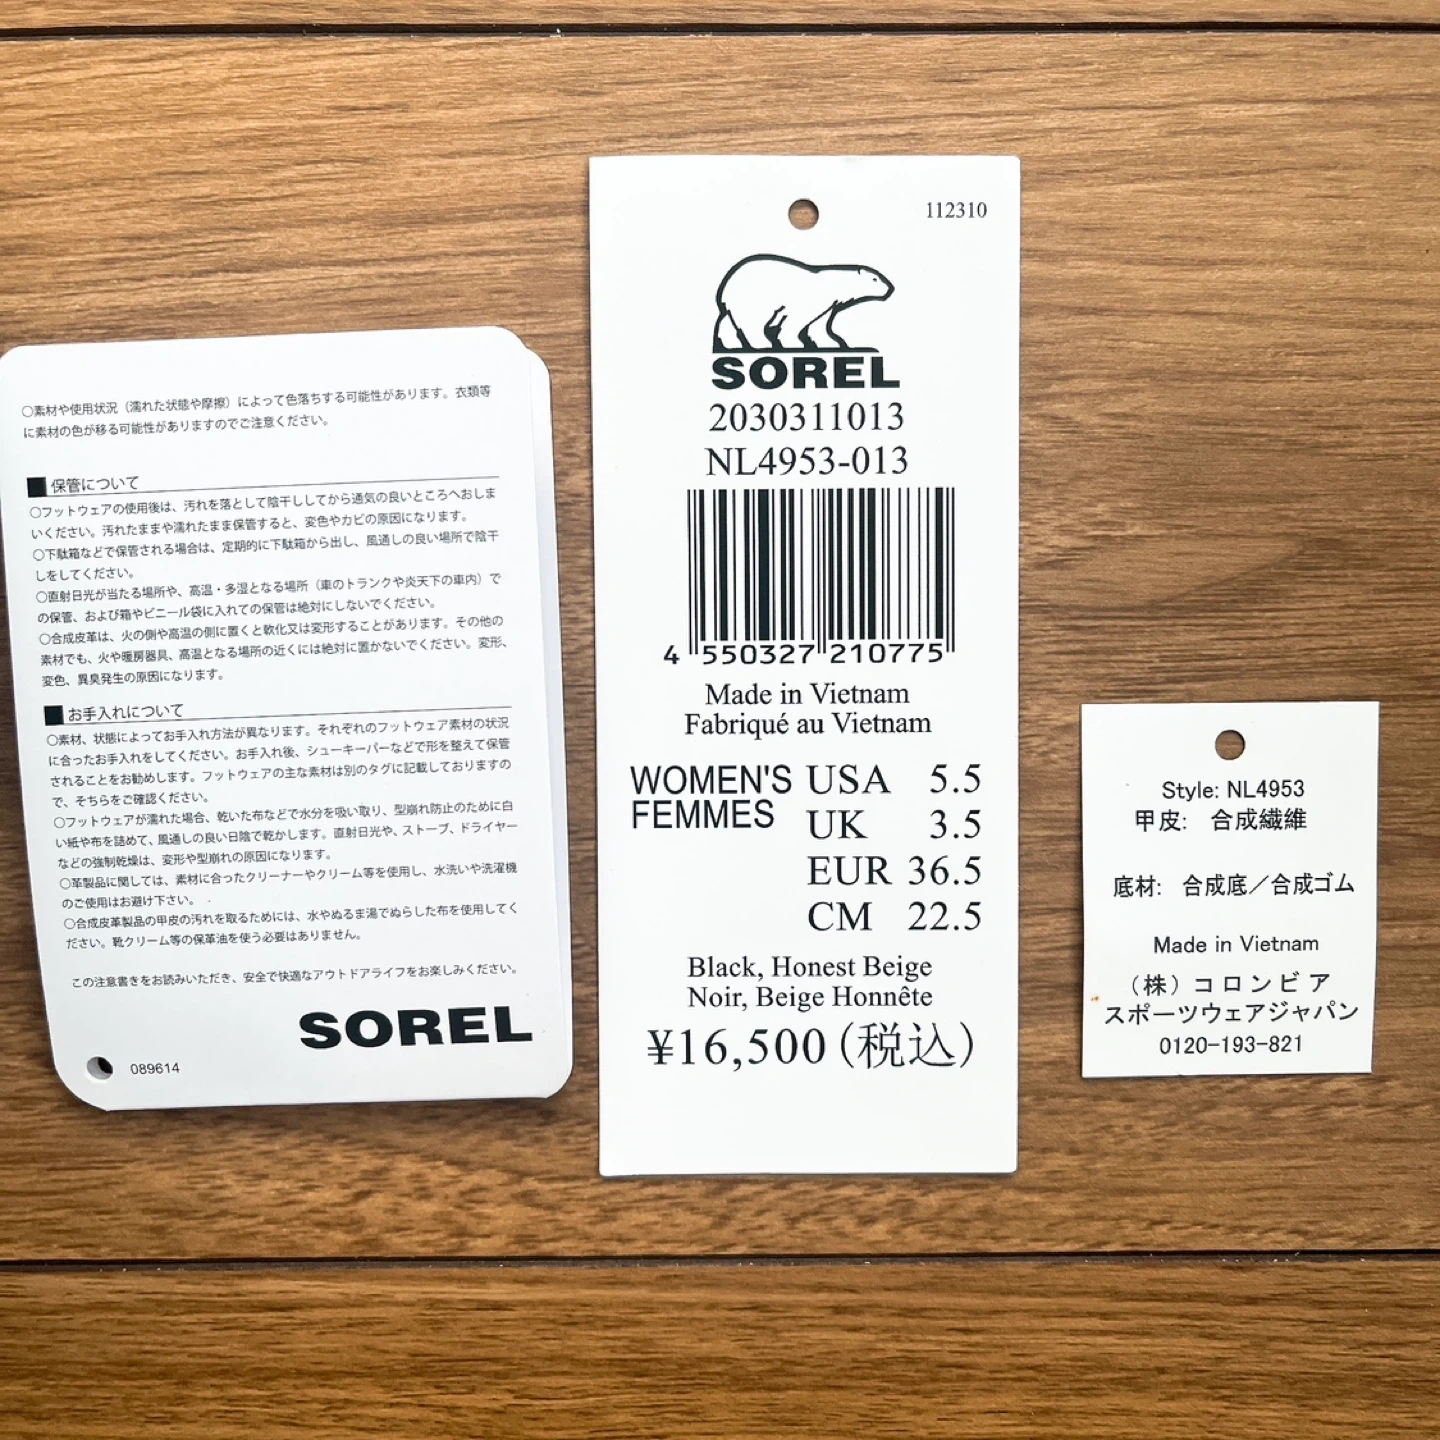 ○素材や使用状況（濡れた状態や摩擦）によって色落ちする可能性があります。衣類等
に素材の色が移る可能性がありますのでご注意ください。
■ 保管について
○フットウェアの使用後は、汚れを落として陰干ししてから通気の良いところへおしま
いください。汚れたままや濡れたまま保管すると、変色やカビの原因になります。
○下駄箱などで保管される場合は、定期的に下駄箱から出し、風通しの良い場所で陰干
しをしてください。
○直射日光が当たる場所や、高温・多湿となる場所（車のトランクや炎天下の車内）で
の保管、および箱やビニール袋に入れての保管は絶対にしないでください。
○合成皮革は、火の側や高温の側に置くと軟化又は変形することがあります。その他の
素材でも、火や暖房器具、高温となる場所の近くには絶対に置かないでください。変形、
変色、異臭発生の原因になります。
■ お手入れについて
○素材、状態によってお手入れ方法が異なります。それぞれのフットウェア素材の状況
に合ったお手入れをしてください。お手入れ後、シューキーパーなどで形を整えて保管
されることをお勧めします。フットウェアの主な素材は別のタグに記載しておりますの
で、そちらをご確認ください。
○フットウェアが濡れた場合、乾いた布などで水分を吸い取り、型崩れ防止のために白
い紙や布を詰めて、風通しの良い日陰で乾かします。直射日光や、ストーブ、ドライヤー
などの強制乾燥は、変形や型崩れの原因になります。
○革製品に関しては、素材に合ったクリーナーやクリーム等を使用し、水洗いや洗濯機
のご使用はお避け下さい。
○合成皮革製品の甲皮の汚れを取るためには、水やぬるま湯でぬらした布を使用してく
ださい。靴クリーム等の保革油を使う必要はありません。
この注意書きをお読みいただき、安全で快適なアウトドアライフをお楽しみください。
SOREL
089614
112310
SOREL
2030311013
NL4953-013
4 550327 210775
Made in Vietnam
Fabriqué au Vietnam
WOMEN'S USA 5.5
FEMMES UK 3.5
EUR 36.5
CM 22.5
Black, Honest Beige
Noir, Beige Honnête
¥16,500(税込)
Style: NL4953
甲皮: 合成繊維
底材: 合成底／合成ゴム
Made in Vietnam
（株）コロンビア
スポーツウェアジャパン
0120-193-821